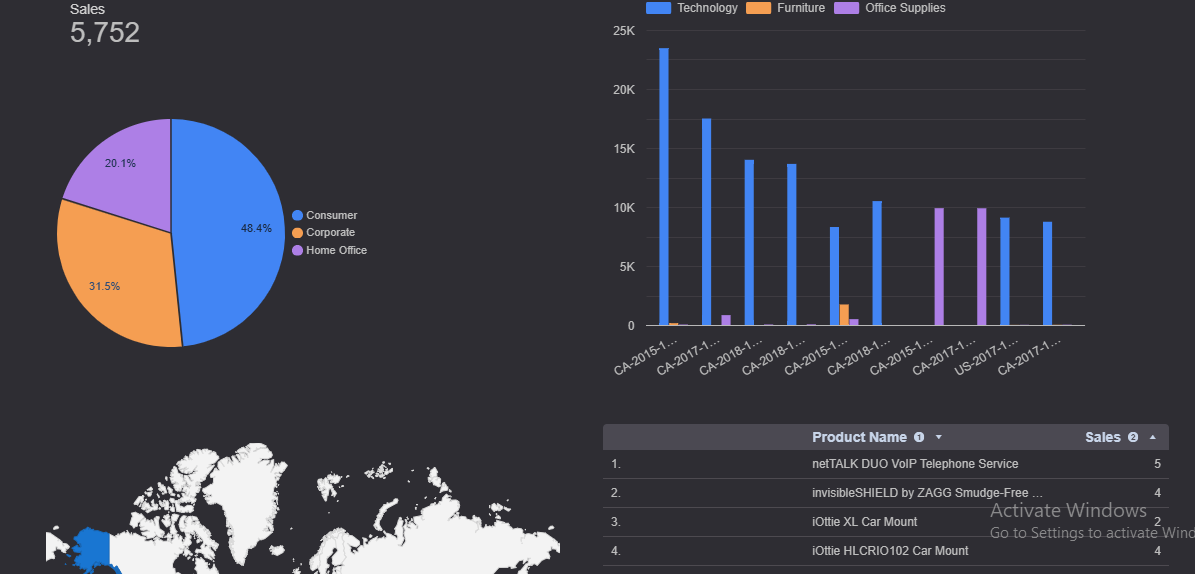 Sales
5,752
Technology Furniture Office Supplies
25K
20K
15K
10K
5K
0
CA-2015-1… CA-2017-1… CA-2018-1… CA-2018-1… CA-2015-1… CA-2018-1… CA-2015-1… CA-2017-1… US-2017-1… CA-2017-1…
20.1%
48.4%
31.5%
Consumer
Corporate
Home Office
Product Name 1 Sales 2
1. netTALK DUO VoIP Telephone Service 5
2. invisibleSHIELD by ZAGG Smudge-Free … 4
3. iOttie XL Car Mount 2
4. iOttie HLCRIO102 Car Mount 4
Activate Windows
Go to Settings to activate Wind